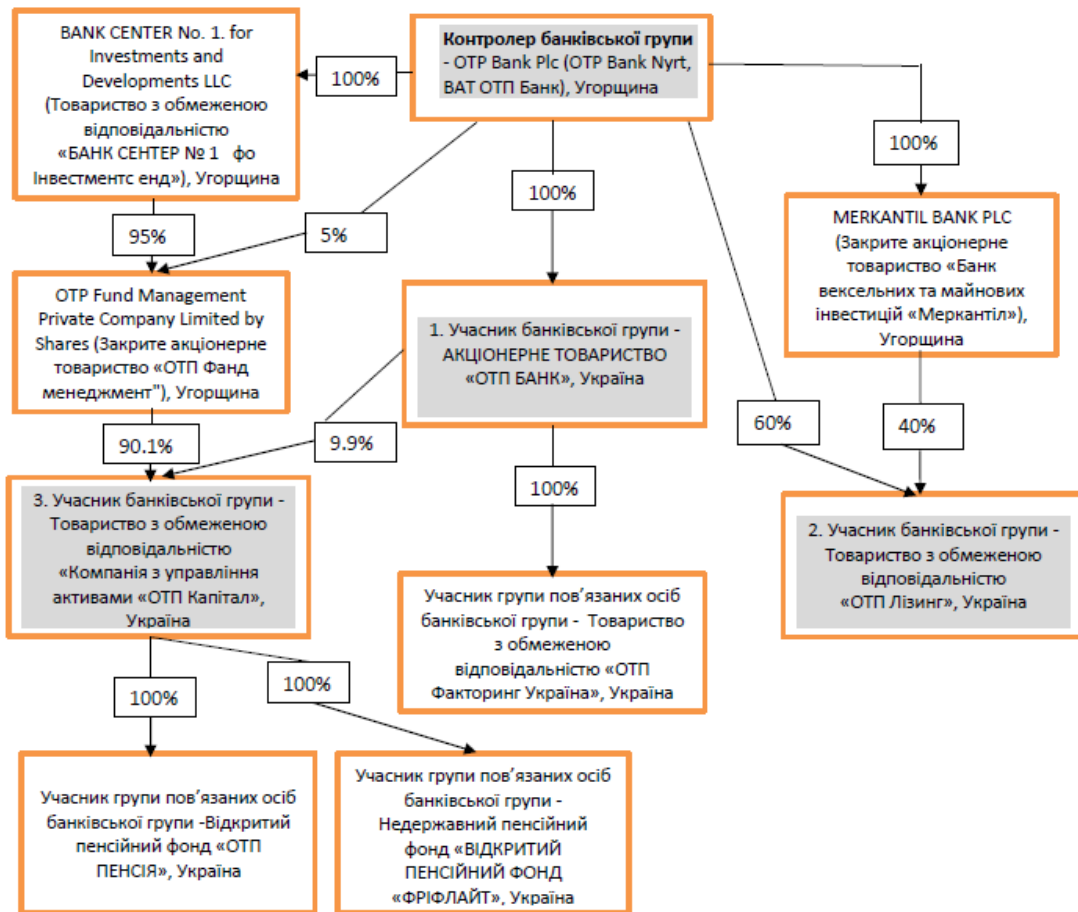 BANK CENTER No. 1. for
Investments and
Developments LLC
(Товариство з обмеженою
відповідальністю
«БАНК СЕНТЕР № 1 фо
Інвестментс енд»), Угорщина
100%
Контролер банківської групи
- OTP Bank Plc (OTP Bank Nyrt,
ВАТ ОТП Банк), Угорщина
100%
95%
5%
100%
MERKANTIL BANK PLC
(Закрите акціонерне
товариство «Банк
вексельних та майнових
інвестицій «Меркантіл»),
Угорщина
OTP Fund Management
Private Company Limited by
Shares (Закрите акціонерне
товариство «ОТП Фанд
менеджмент"), Угорщина
1. Учасник банківської групи -
АКЦІОНЕРНЕ ТОВАРИСТВО
«ОТП БАНК», Україна
90.1%
9.9%
60%
40%
100%
3. Учасник банківської групи -
Товариство з обмеженою
відповідальністю
«Компанія з управління
активами «ОТП Капітал»,
Україна
2. Учасник банківської групи -
Товариство з обмеженою
відповідальністю
«ОТП Лізинг», Україна
Учасник групи пов’язаних осіб
банківської групи - Товариство
з обмеженою
відповідальністю «ОТП
Факторинг Україна», Україна
100%
100%
Учасник групи пов’язаних осіб
банківської групи -Відкритий
пенсійний фонд «ОТП
ПЕНСІЯ», Україна
Учасник групи пов’язаних осіб
банківської групи -
Недержавний пенсійний
фонд «ВІДКРИТИЙ
ПЕНСІЙНИЙ ФОНД
«ФРІФЛАЙТ», Україна